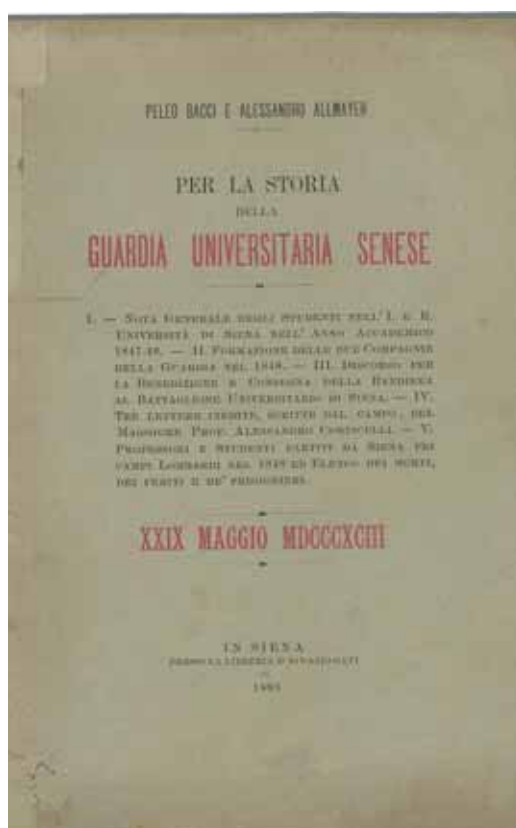 PELEO BACCI E ALESSANDRO ALLMAYER
PER LA STORIA
DELLA
GUARDIA UNIVERSITARIA SENESE
I. — NOTA GENERALE DEGLI STUDENTI NELL' I. E R.
UNIVERSITÀ DI SIENA NELL' ANNO ACCADEMICO
1847-48. — II. FORMAZIONE DELLE DUE COMPAGNIE
DELLA GUARDIA NEL 1848. — III. DISCORSO PER
LA BENEDIZIONE E CONSEGNA DELLA BANDIERA
AL BATTAGLIONE UNIVERSITARIO DI SIENA. — IV.
TRE LETTERE INEDITE, SCRITTE DAL CAMPO, DEL
MAGGIORE PROF. ALESSANDRO CORTICELLI. — V.
PROFESSORI E STUDENTI PARTITI DA SIENA PEI
CAMPI LOMBARDI NEL 1848 ED ELENCO DEI MORTI,
DEI FERITI E DE' PRIGIONIERI.
XXIX MAGGIO MDCCCXCIII
IN SIENA
PRESSO LA LIBRERIA
1893